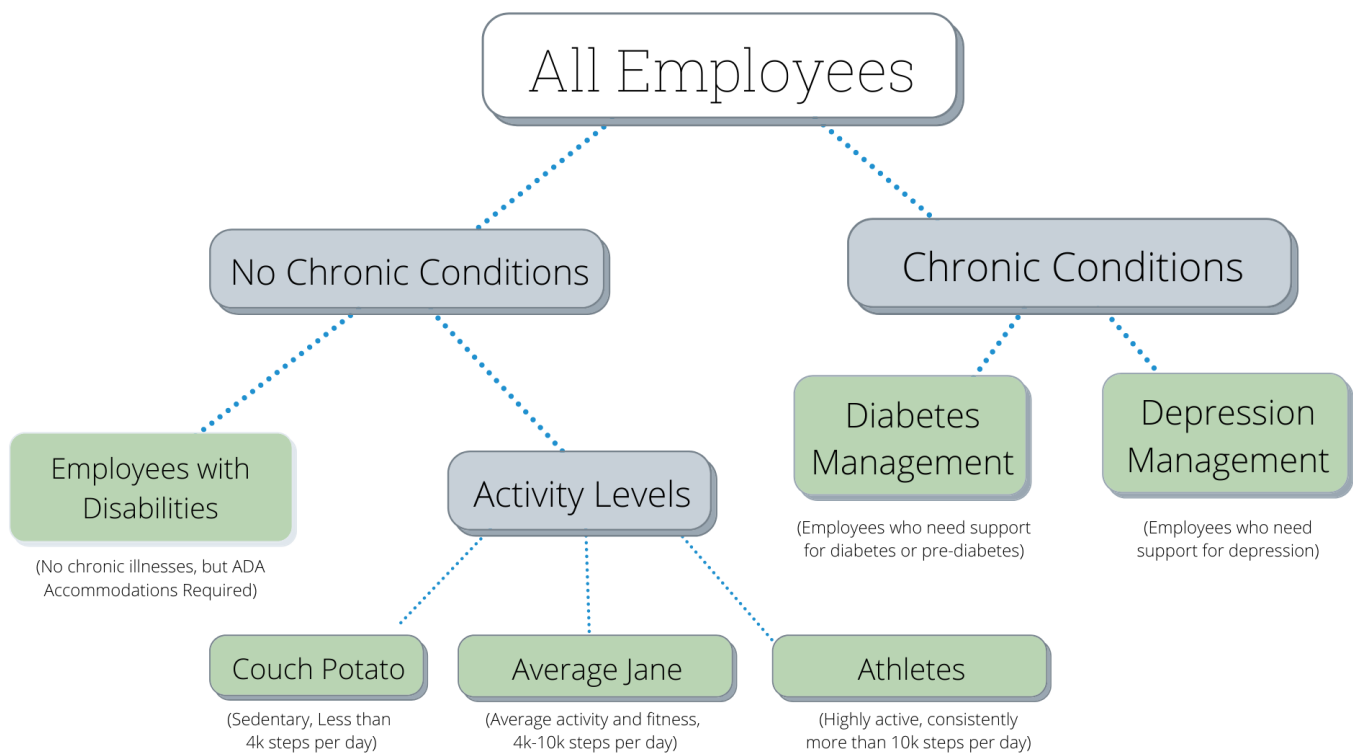 All Employees
No Chronic Conditions
Chronic Conditions
Employees with
Disabilities
(No chronic illnesses, but ADA
Accommodations Required)
Activity Levels
Diabetes
Management
(Employees who need support
for diabetes or pre-diabetes)
Depression
Management
(Employees who need
support for depression)
Couch Potato
(Sedentary, Less than
4k steps per day)
Average Jane
(Average activity and fitness,
4k-10k steps per day)
Athletes
(Highly active, consistently
more than 10k steps per day)